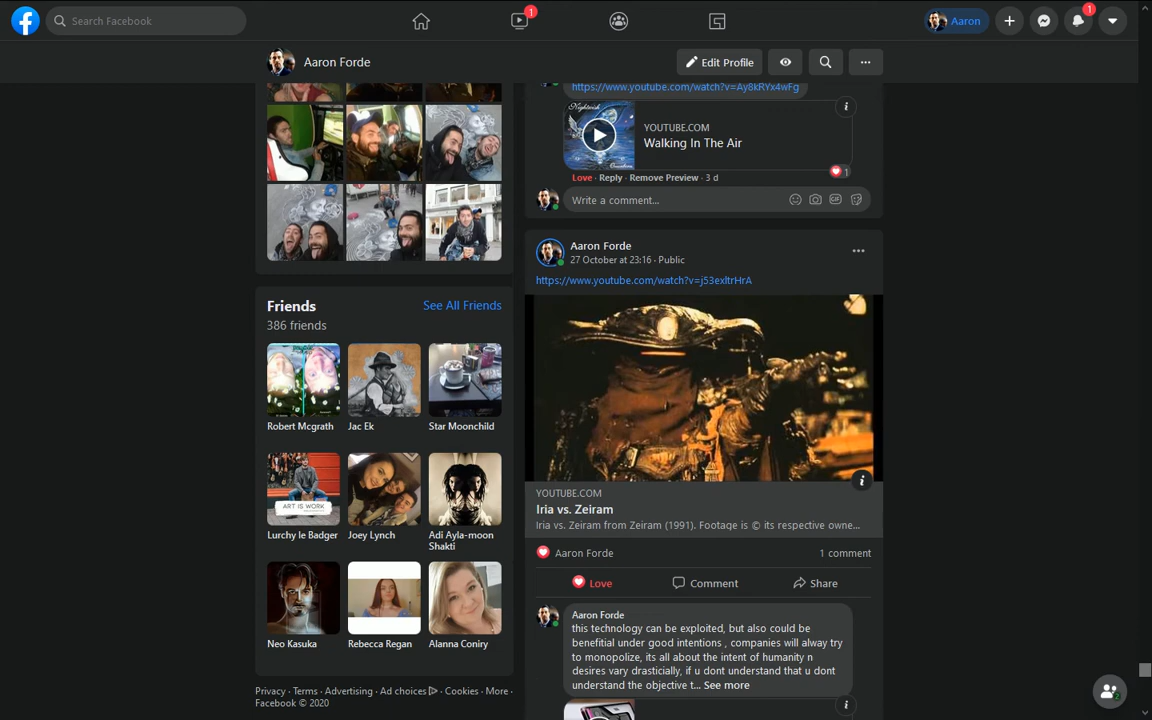 Search Facebook
1
Aaron
1
Aaron Forde
Edit Profile
https://www.youtube.com/watch?v=Ay8kRYx4wFg
Nightwish
YOUTUBE.COM
Walking In The Air
1
Love · Reply · Remove Preview · 3 d
Write a comment...
Aaron Forde
27 October at 23:16 · Public
https://www.youtube.com/watch?v=j53exltrHrA
YOUTUBE.COM
Iria vs. Zeiram
Iria vs. Zeiram from Zeiram (1991). Footage is © its respective owne...
Aaron Forde
1 comment
Love
Comment
Share
Aaron Forde
this technology can be exploited, but also could be
benefitial under good intentions , companies will alway try
to monopolize, its all about the intent of humanity n
desires vary drasticially, if u dont understand that u dont
understand the objective t... See more
Friends
See All Friends
386 friends
Robert Mcgrath
Jac Ek
Star Moonchild
ART IS WORK
Lurchy le Badger
Joey Lynch
Adi Ayla-moon
Shakti
Neo Kasuka
Rebecca Regan
Alanna Coniry
Privacy · Terms · Advertising · Ad choices · Cookies · More ·
Facebook © 2020